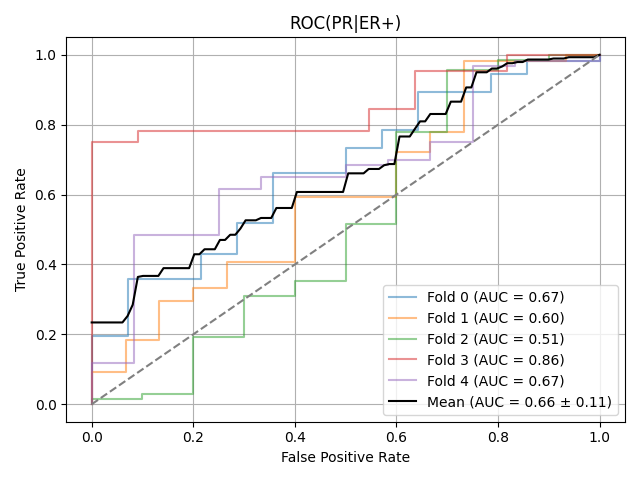 ROC(PR|ER+)
True Positive Rate
1.0
0.8
0.6
0.4
0.2
0.0
Fold 0 (AUC = 0.67)
Fold 1 (AUC = 0.60)
Fold 2 (AUC = 0.51)
Fold 3 (AUC = 0.86)
Fold 4 (AUC = 0.67)
Mean (AUC = 0.66 ± 0.11)
0.0 0.2 0.4 0.6 0.8 1.0
False Positive Rate